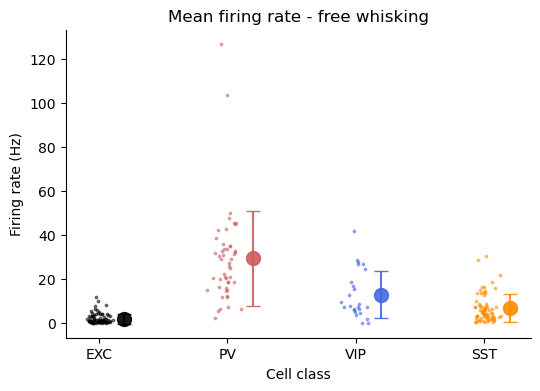 Mean firing rate - free whisking
Firing rate (Hz)
120
100
80
60
40
20
0
EXC PV VIP SST
Cell class